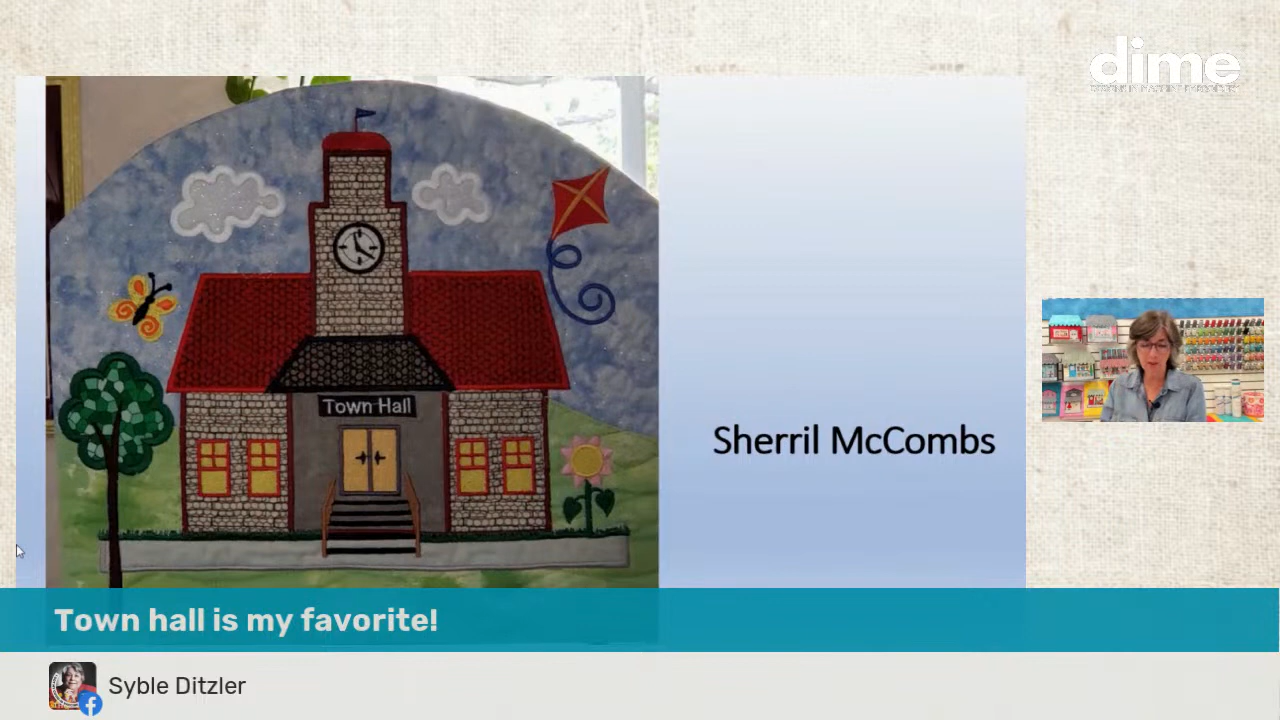 dime
Town Hall
Sherril McCombs
Town hall is my favorite!
Syble Ditzler